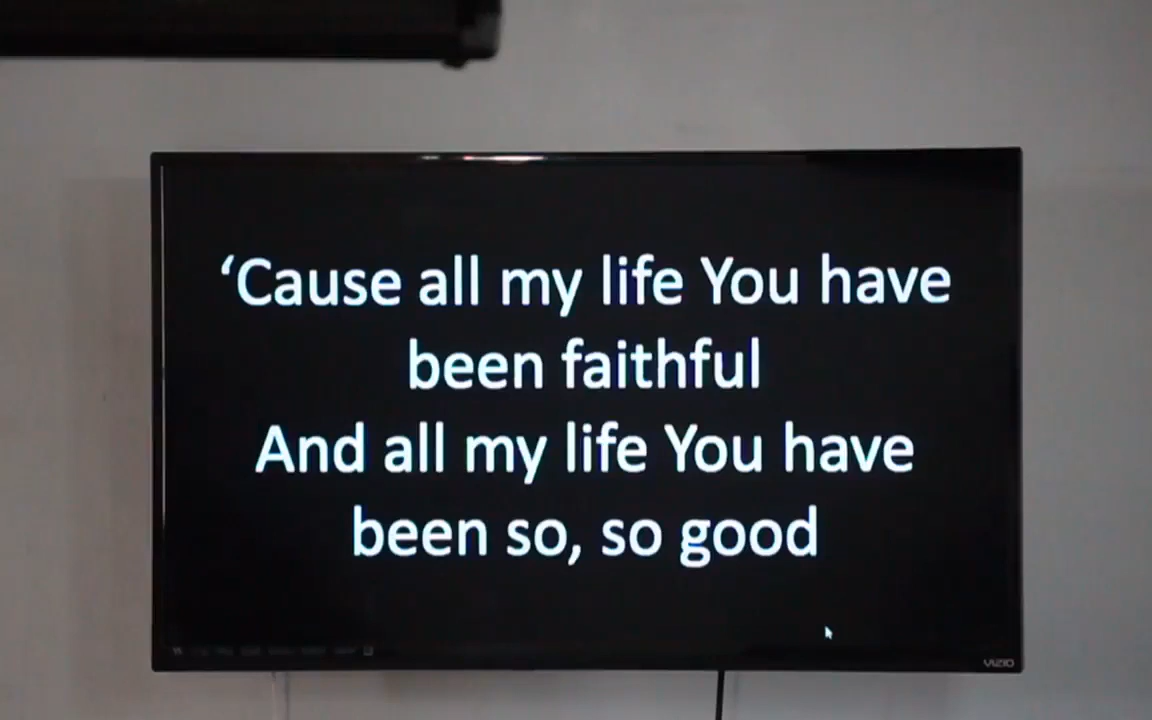 ‘Cause all my life You have
been faithful
And all my life You have
been so, so good
VIZIO